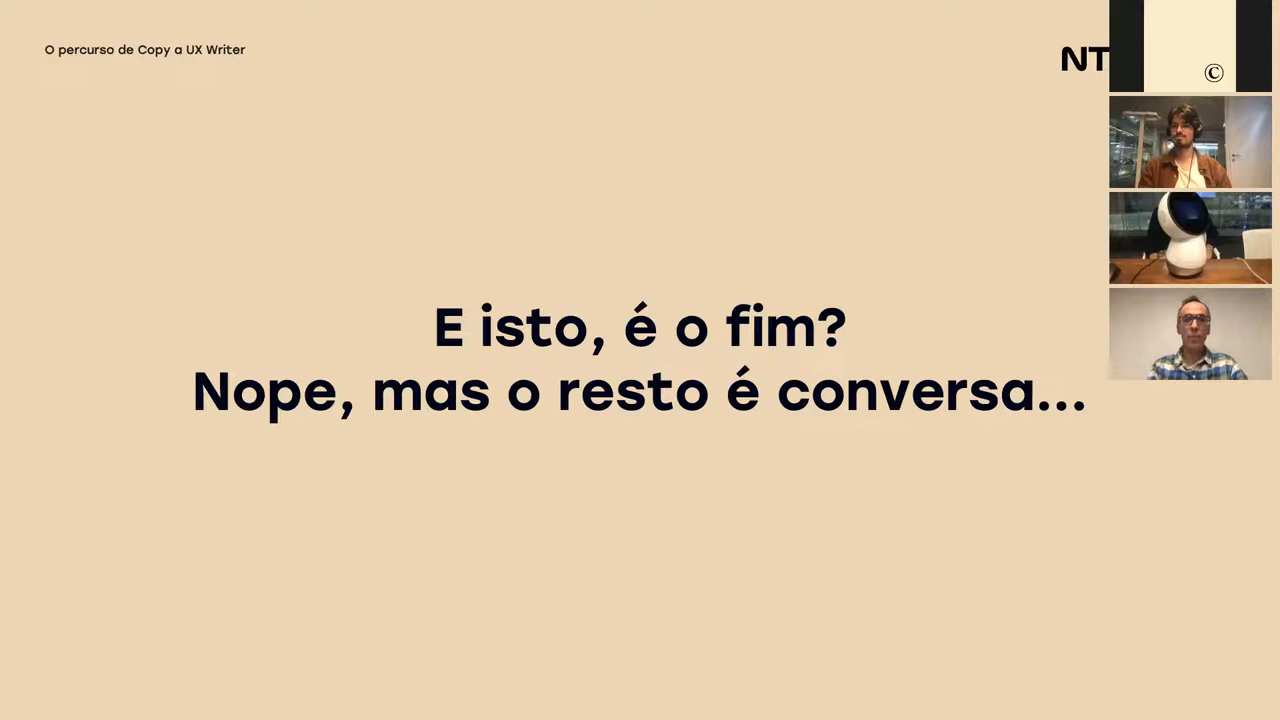 O percurso de Copy a UX Writer
NT
©
E isto, é o fim?
Nope, mas o resto é conversa...